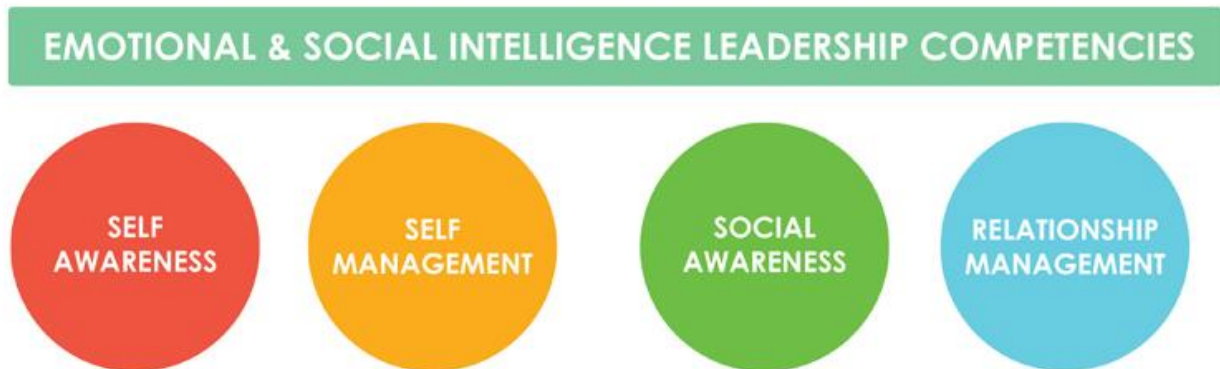 EMOTIONAL & SOCIAL INTELLIGENCE LEADERSHIP COMPETENCIES
SELF
AWARENESS
SELF
MANAGEMENT
SOCIAL
AWARENESS
RELATIONSHIP
MANAGEMENT